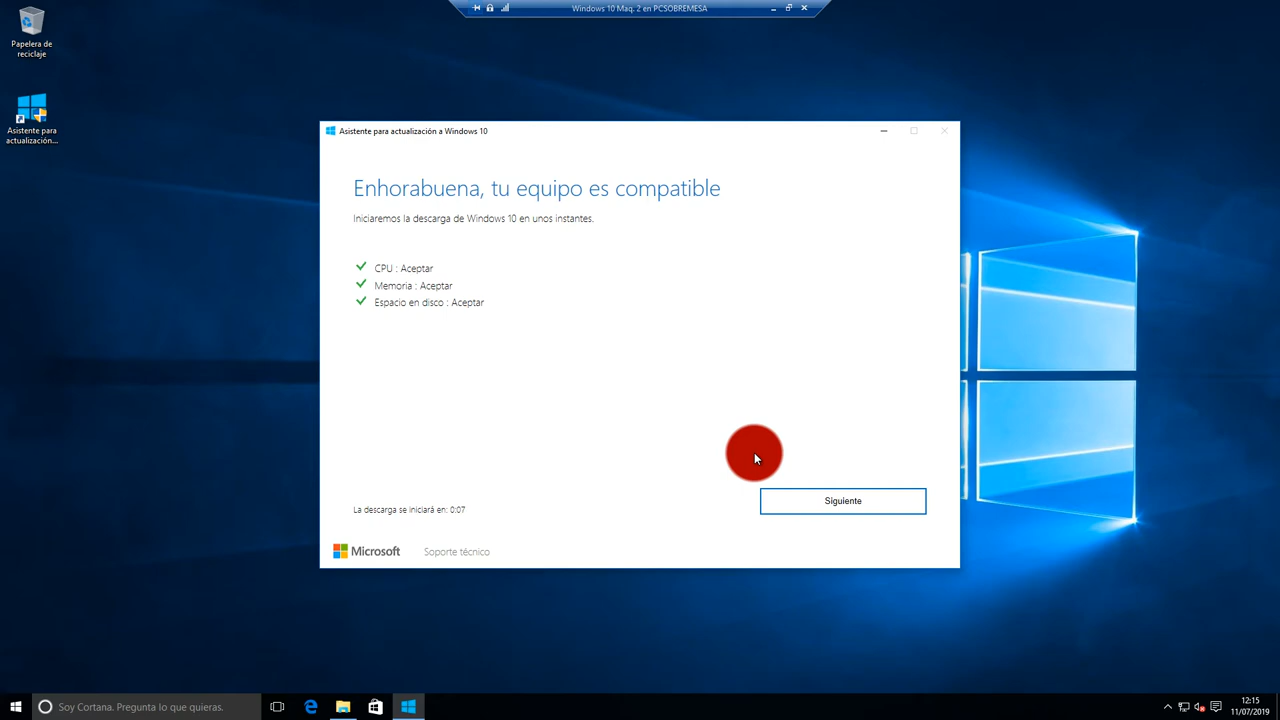 Windows 10 Maq. 2 en PCSOBREMESA
Papelera de
reciclaje
Asistente para
actualización...
Asistente para actualización a Windows 10
Enhorabuena, tu equipo es compatible
Iniciaremos la descarga de Windows 10 en unos instantes.
CPU : Aceptar
Memoria : Aceptar
Espacio en disco : Aceptar
Siguiente
La descarga se iniciará en: 0:07
Microsoft
Soporte técnico
Soy Cortana. Pregunta lo que quieras.
12:15
11/07/2019